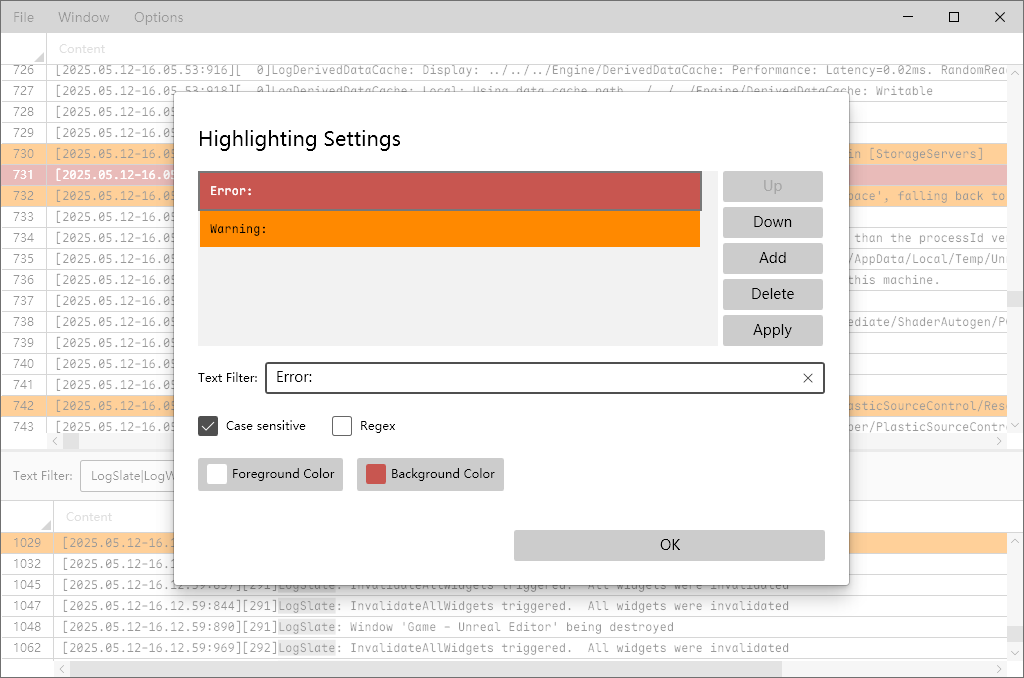 File Window Options
Content
726 [2025.05.12-16.05.53:916][  0]LogDerivedDataCache: Display: ../../../Engine/DerivedDataCache: Performance: Latency=0.02ms. RandomRea
727 [2025.05.12-16.05.53:918][  0]LogDerivedDataCache: Local: Using data cache path ../../../Engine/DerivedDataCache: Writable
728 [2025.05.12-16.05
729 [2025.05.12-16.05
730 [2025.05.12-16.05 in [StorageServers]
731 [2025.05.12-16.05
732 [2025.05.12-16.05 pace', falling back to
733 [2025.05.12-16.05
734 [2025.05.12-16.05 than the processId ve
735 [2025.05.12-16.05 /AppData/Local/Temp/Un
736 [2025.05.12-16.05 this machine.
737 [2025.05.12-16.05
738 [2025.05.12-16.05 ediate/ShaderAutogen/P
739 [2025.05.12-16.05
740 [2025.05.12-16.05
741 [2025.05.12-16.05
742 [2025.05.12-16.05 asticSourceControl/Res
743 [2025.05.12-16.05 per/PlasticSourceContr
Highlighting Settings
Error:
Warning:
Up
Down
Add
Delete
Apply
Text Filter: Error:
Case sensitive Regex
Foreground Color Background Color
OK
Text Filter: LogSlate|LogW
Content
1029 [2025.05.12-16.1
1032 [2025.05.12-16.1
1045 [2025.05.12-16.12.59:837][291]LogSlate: InvalidateAllWidgets triggered.  All widgets were invalidated
1047 [2025.05.12-16.12.59:844][291]LogSlate: InvalidateAllWidgets triggered.  All widgets were invalidated
1048 [2025.05.12-16.12.59:890][291]LogSlate: Window 'Game - Unreal Editor' being destroyed
1062 [2025.05.12-16.12.59:969][292]LogSlate: InvalidateAllWidgets triggered.  All widgets were invalidated